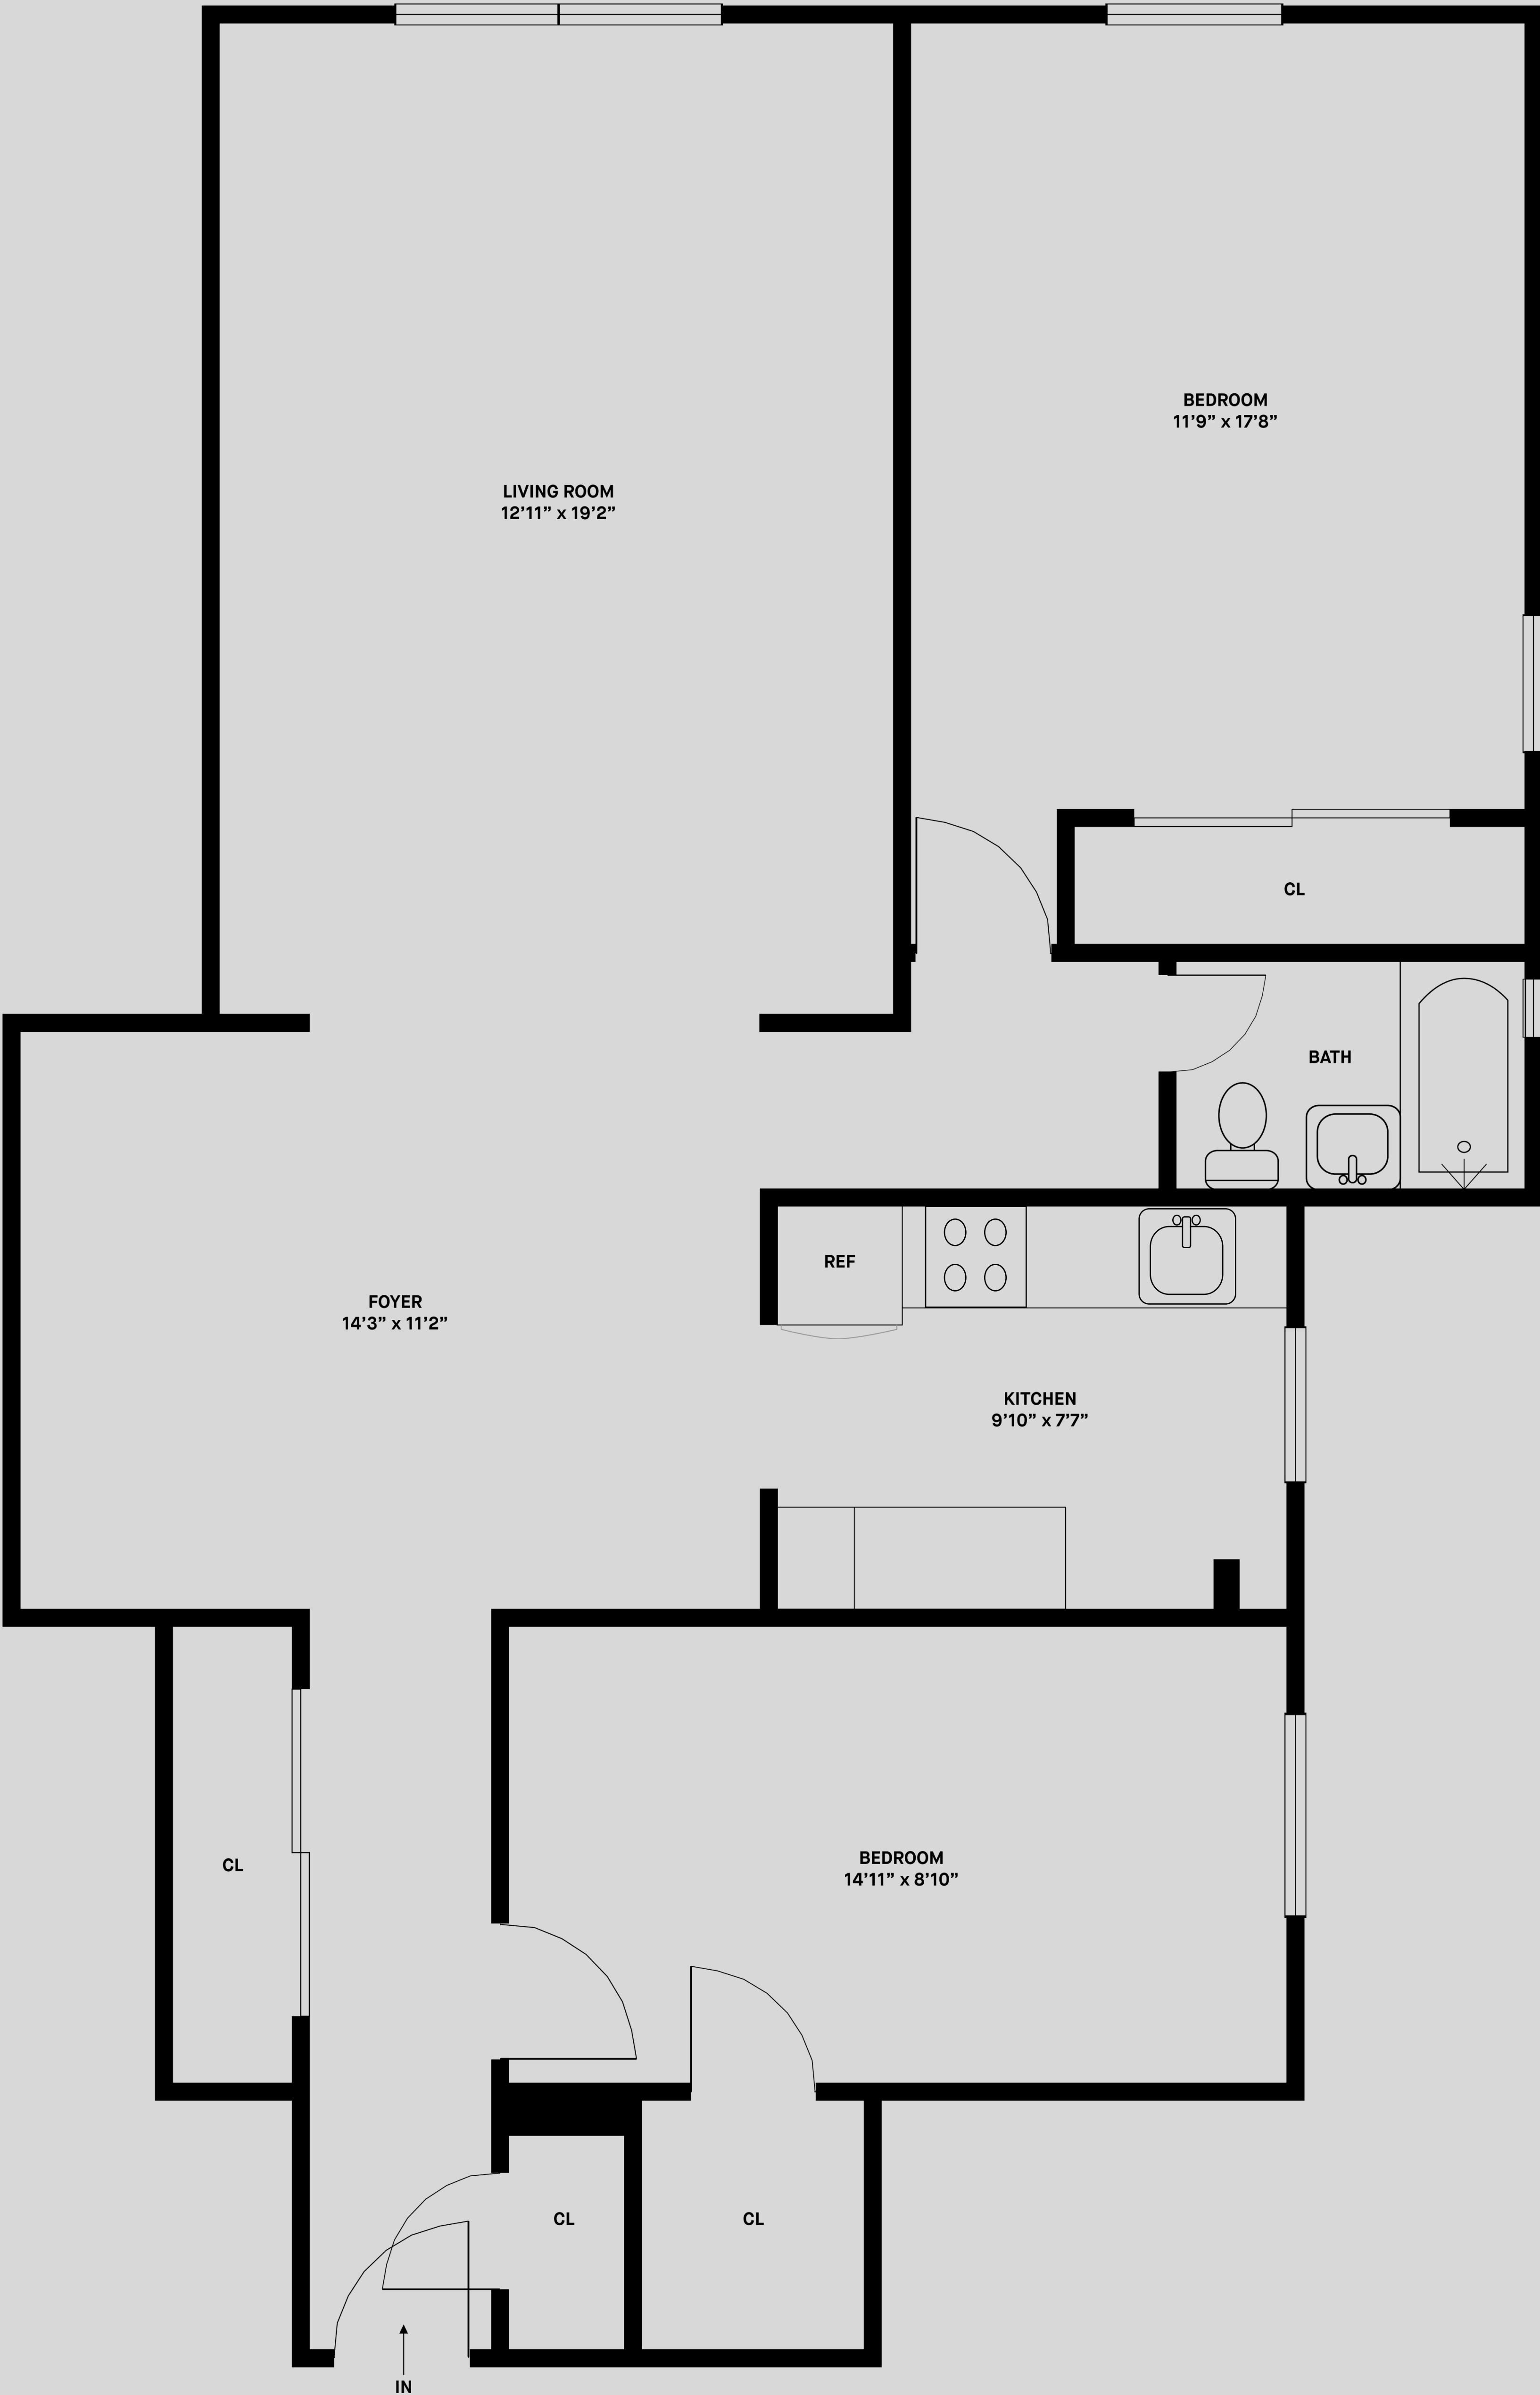 BEDROOM
11’9” x 17’8”
LIVING ROOM
12’11” x 19’2”
CL
BATH
REF
FOYER
14’3” x 11’2”
KITCHEN
9’10” x 7’7”
BEDROOM
14’11” x 8’10”
CL
CL
CL
IN